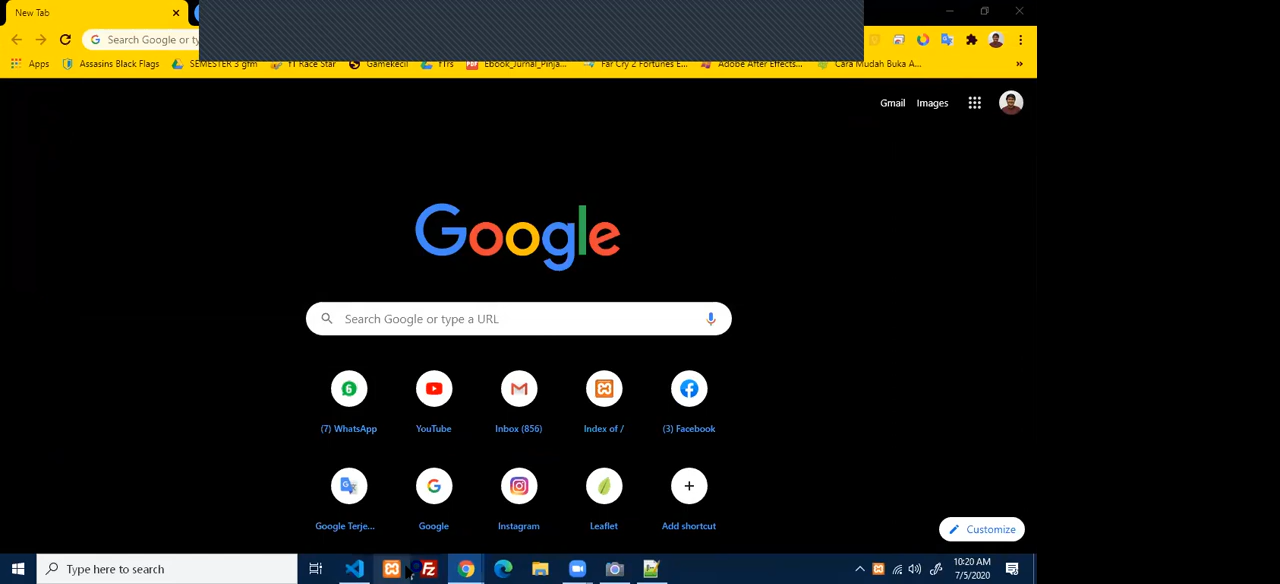 New Tab
Search Google or ty
Apps
Assasins Black Flags
SEMESTER 3 gfm
YT Race Star
Gamekecil
YTrs
Ebook_Jurnal_Pinja...
Far Cry 2 Fortunes E...
Adobe After Effects...
Cara Mudah Buka A...
»
Gmail Images
Google
Search Google or type a URL
(7) WhatsApp
YouTube
Inbox (856)
Index of /
(3) Facebook
Google Terje...
Google
Instagram
Leaflet
Add shortcut
Customize
Type here to search
10:20 AM
7/5/2020